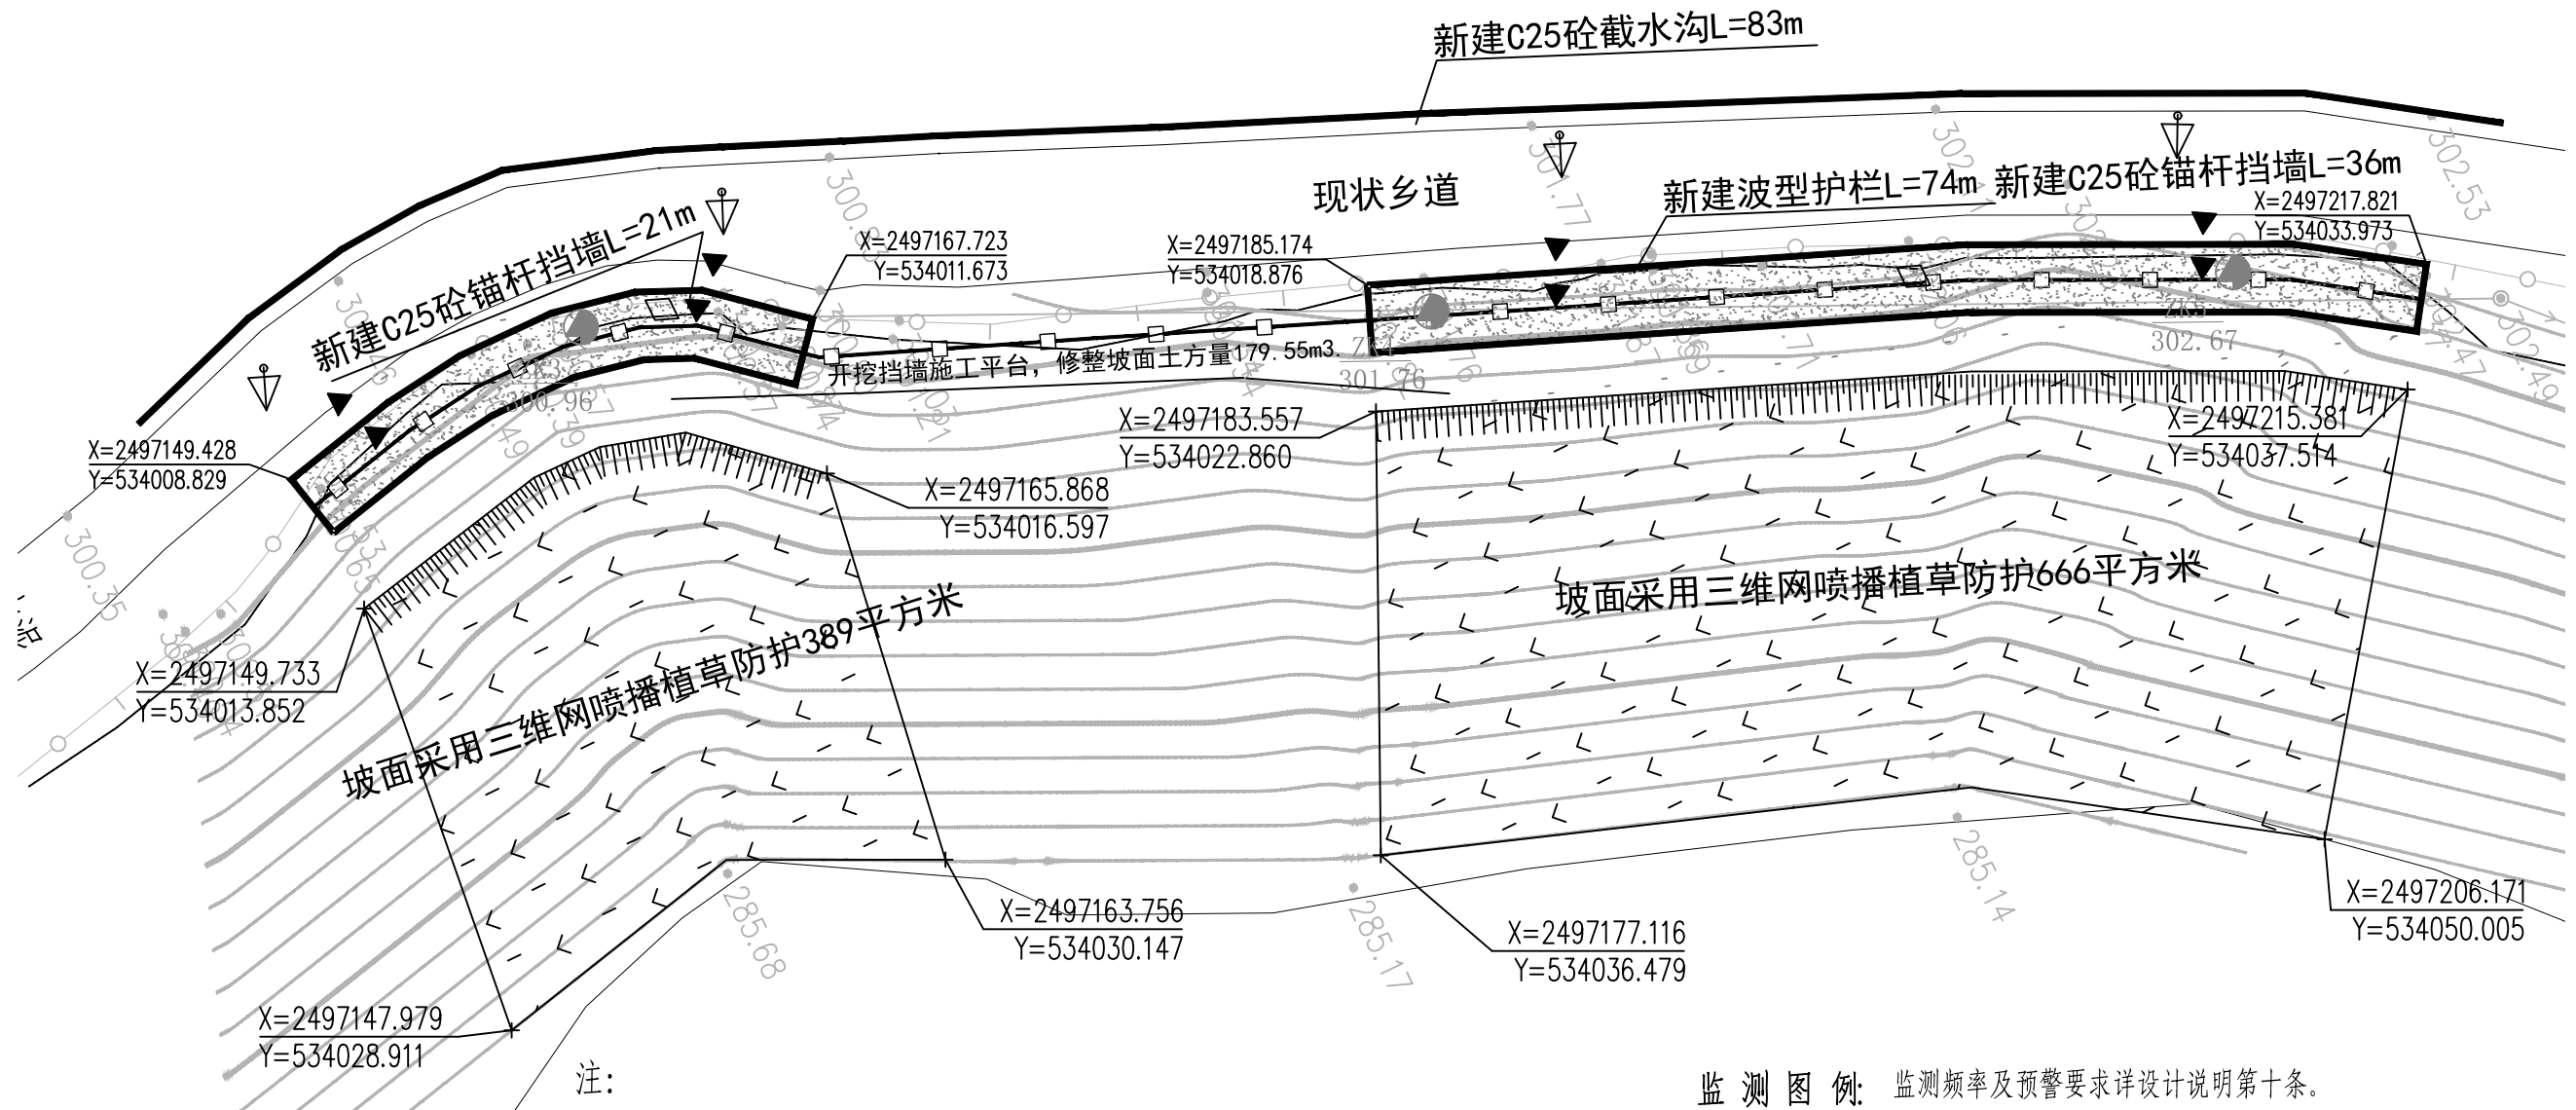 新建C25砼截水沟L=83m
现状乡道
新建波型护栏L=74m
新建C25砼锚杆挡墙L=36m
X=2497217.821
Y=534033.973
新建C25砼锚杆挡墙L=21m
X=2497167.723
Y=534011.673
X=2497185.174
Y=534018.876
301.77
302.53
300.35
开挖挡墙施工平台，修整坡面土方量179.55m3.
301.76
302.67
302.49
300.96
X=2497149.428
Y=534008.829
X=2497183.557
Y=534022.860
X=2497215.381
Y=534037.514
X=2497165.868
Y=534016.597
坡面采用三维网喷播植草防护389平方米
坡面采用三维网喷播植草防护666平方米
X=2497149.733
Y=534013.852
285.68
285.17
285.14
X=2497163.756
Y=534030.147
X=2497177.116
Y=534036.479
X=2497206.171
Y=534050.005
X=2497147.979
Y=534028.911
注:
监测图例: 监测频率及预警要求详设计说明第十条。